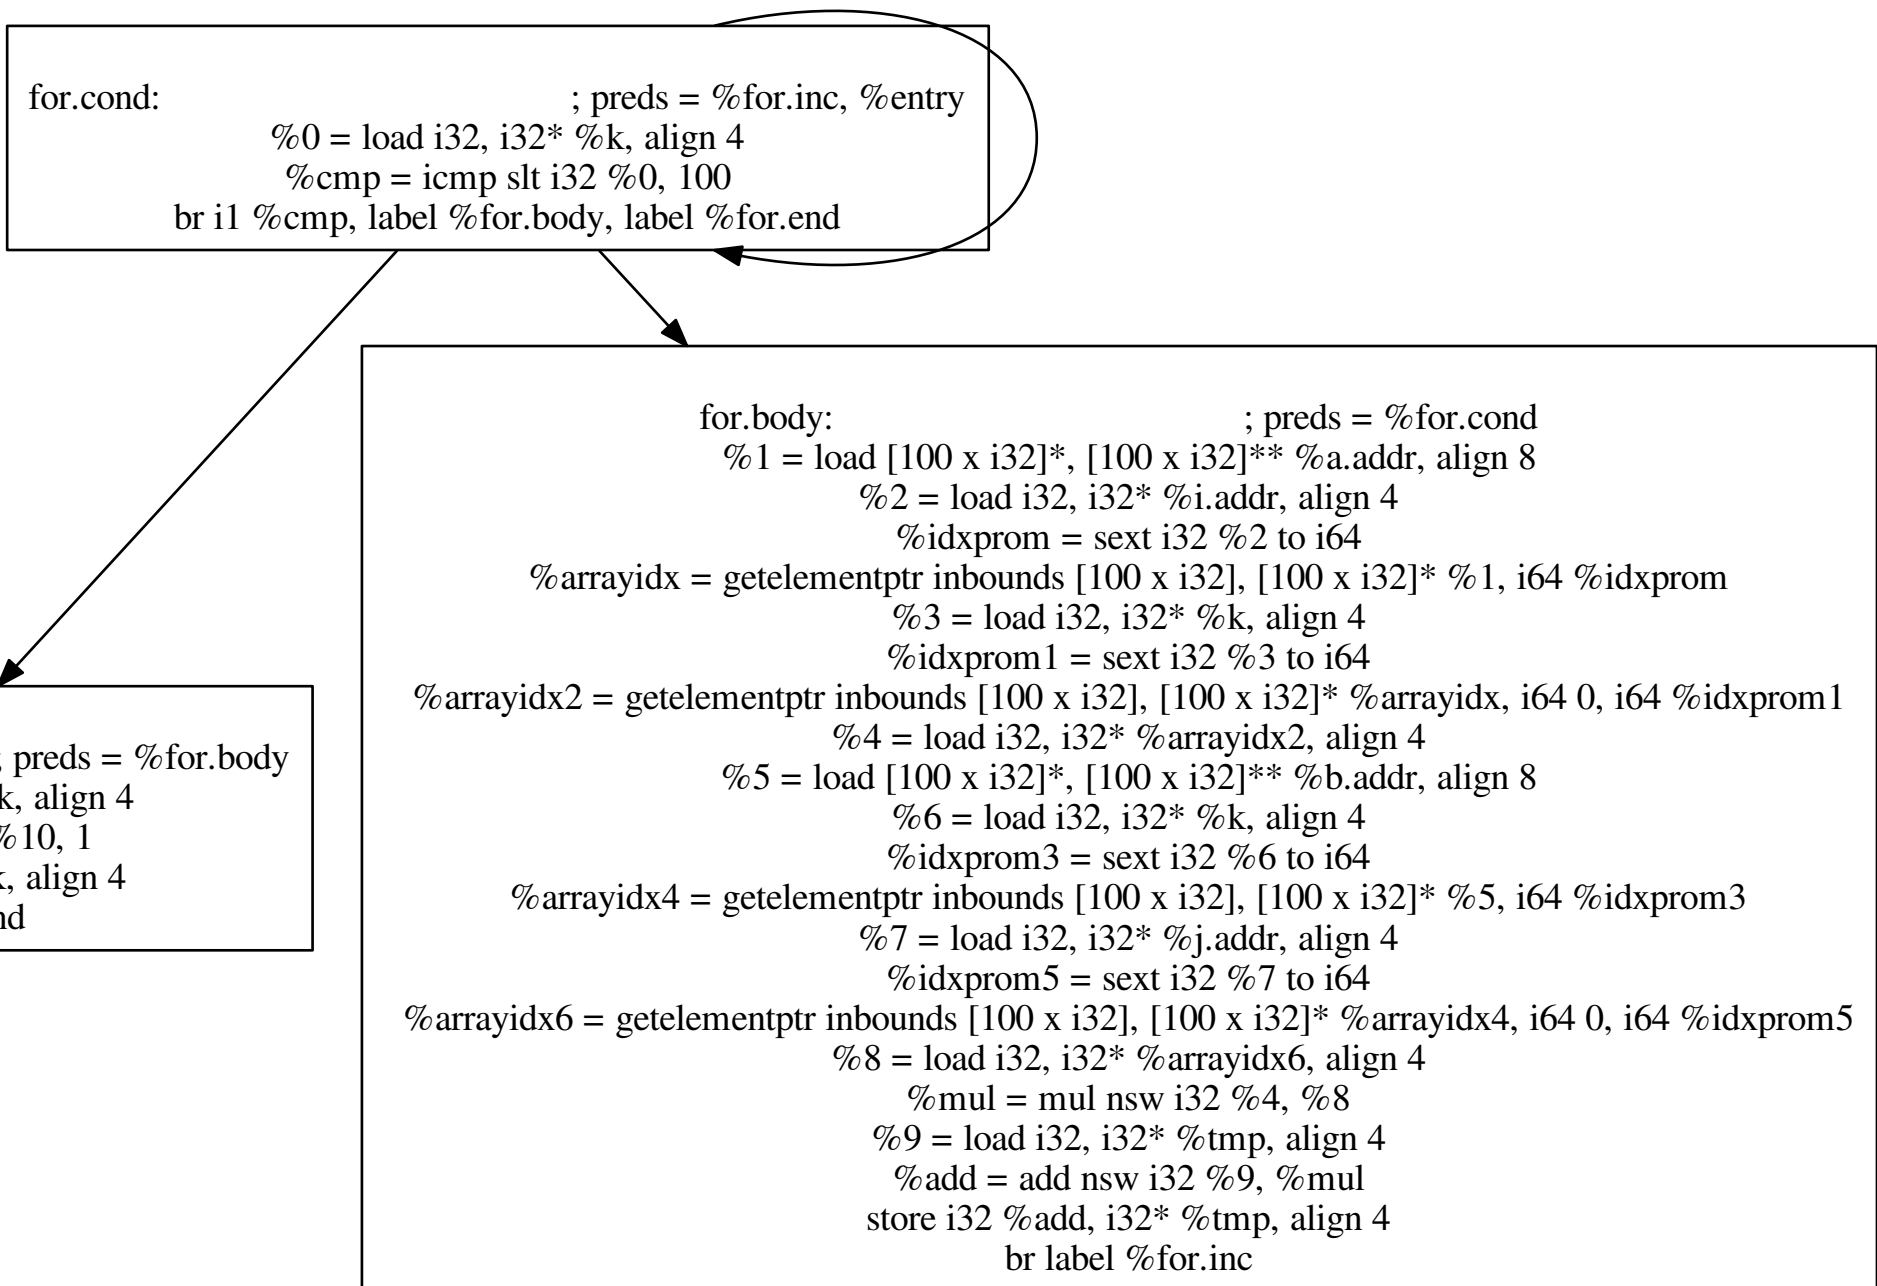 for.cond: ; preds = %for.inc, %entry
%0 = load i32, i32* %k, align 4
%cmp = icmp slt i32 %0, 100
br i1 %cmp, label %for.body, label %for.end
for.body: ; preds = %for.cond
%1 = load [100 x i32]*, [100 x i32]** %a.addr, align 8
%2 = load i32, i32* %i.addr, align 4
%idxprom = sext i32 %2 to i64
%arrayidx = getelementptr inbounds [100 x i32], [100 x i32]* %1, i64 %idxprom
%3 = load i32, i32* %k, align 4
%idxprom1 = sext i32 %3 to i64
%arrayidx2 = getelementptr inbounds [100 x i32], [100 x i32]* %arrayidx, i64 0, i64 %idxprom1
%4 = load i32, i32* %arrayidx2, align 4
%5 = load [100 x i32]*, [100 x i32]** %b.addr, align 8
%6 = load i32, i32* %k, align 4
%idxprom3 = sext i32 %6 to i64
%arrayidx4 = getelementptr inbounds [100 x i32], [100 x i32]* %5, i64 %idxprom3
%7 = load i32, i32* %j.addr, align 4
%idxprom5 = sext i32 %7 to i64
%arrayidx6 = getelementptr inbounds [100 x i32], [100 x i32]* %arrayidx4, i64 0, i64 %idxprom5
%8 = load i32, i32* %arrayidx6, align 4
%mul = mul nsw i32 %4, %8
%9 = load i32, i32* %tmp, align 4
%add = add nsw i32 %9, %mul
store i32 %add, i32* %tmp, align 4
br label %for.inc
; preds = %for.body
k, align 4
%10, 1
k, align 4
nd